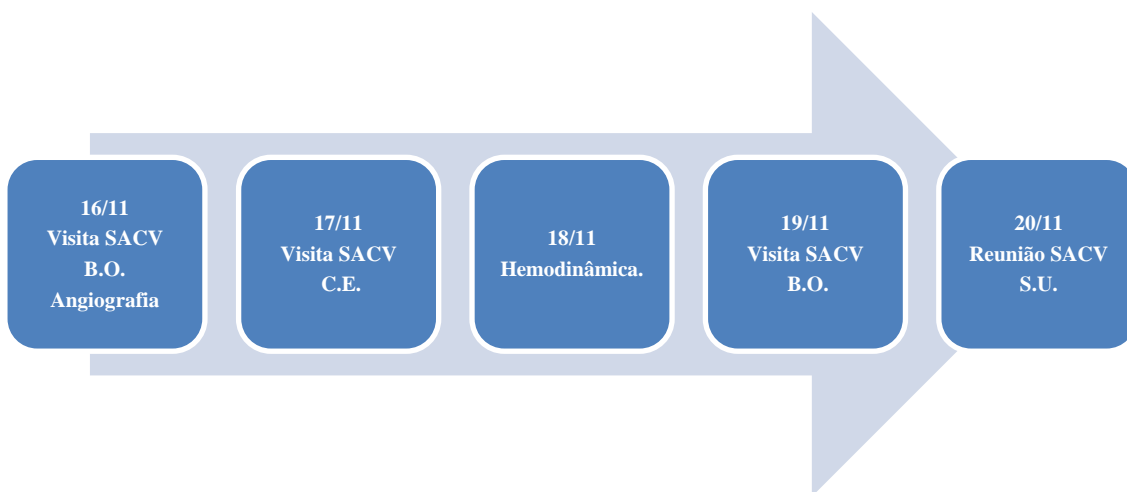 16/11
Visita SACV
B.O.
Angiografia
17/11
Visita SACV
C.E.
18/11
Hemodinâmica.
19/11
Visita SACV
B.O.
20/11
Reunião SACV
S.U.